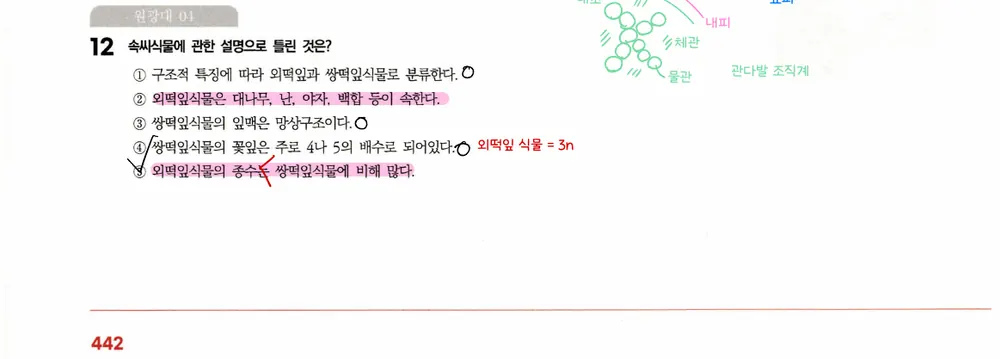 원광대 04
내피
체관
물관
관다발 조직계
12 속씨식물에 관한 설명으로 틀린 것은?
① 구조적 특징에 따라 외떡잎과 쌍떡잎식물로 분류한다.
② 외떡잎식물은 대나무, 난, 야자, 백합 등이 속한다.
③ 쌍떡잎식물의 잎맥은 망상구조이다.
④ 쌍떡잎식물의 꽃잎은 주로 4나 5의 배수로 되어있다. 외떡잎 식물 = 3n
⑤ 외떡잎식물의 종수는 쌍떡잎식물에 비해 많다.
442